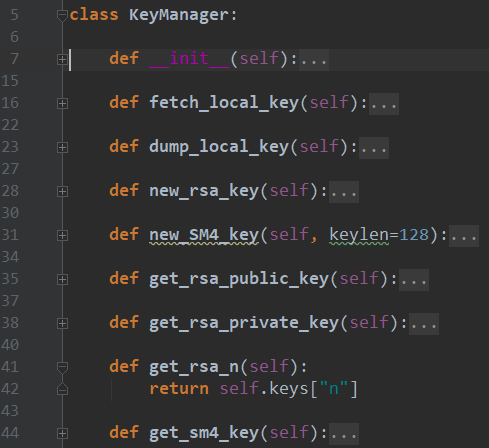 5 class KeyManager:
6
7 def __init__(self):...
15
16 def fetch_local_key(self):...
22
23 def dump_local_key(self):...
27
28 def new_rsa_key(self):...
30
31 def new_SM4_key(self, keylen=128):...
34
35 def get_rsa_public_key(self):...
37
38 def get_rsa_private_key(self):...
40
41 def get_rsa_n(self):
42 return self.keys["n"]
43
44 def get_sm4_key(self):...